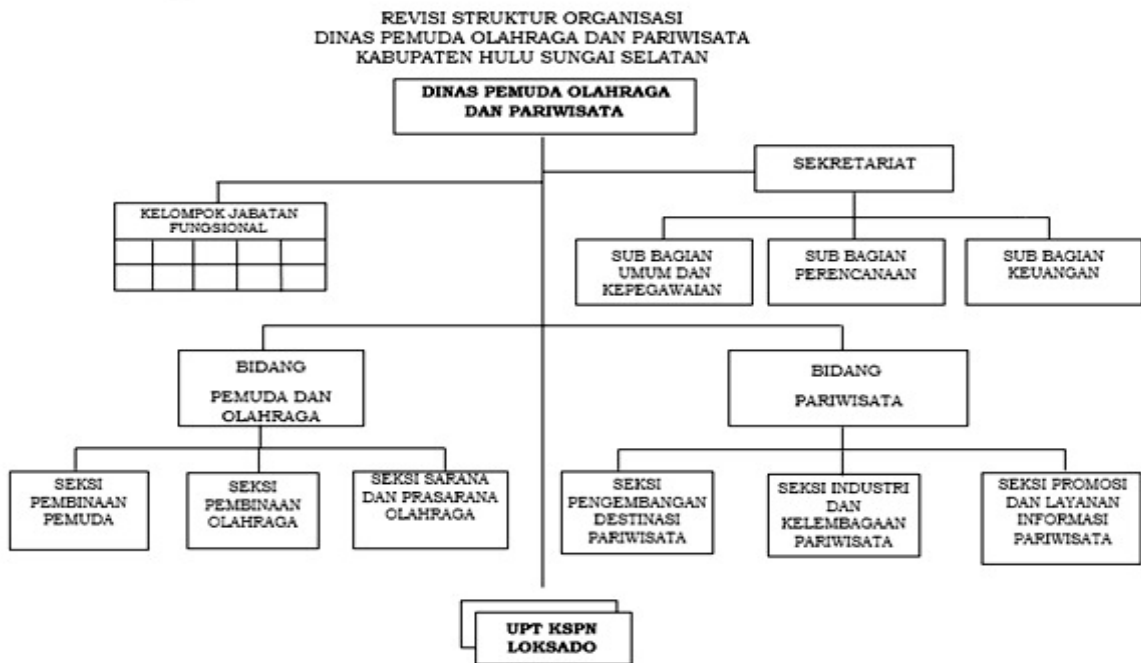 REVISI STRUKTUR ORGANISASI
DINAS PEMUDA OLAHRAGA DAN PARIWISATA
KABUPATEN HULU SUNGAI SELATAN
DINAS PEMUDA OLAHRAGA
DAN PARIWISATA
SEKRETARIAT
KELOMPOK JABATAN
FUNGSIONAL
SUB BAGIAN
UMUM DAN
KEPEGAWAIAN
SUB BAGIAN
PERENCANAAN
SUB BAGIAN
KEUANGAN
BIDANG
PEMUDA DAN
OLAHRAGA
BIDANG
PARIWISATA
SEKSI
PEMBINAAN
PEMUDA
SEKSI
PEMBINAAN
OLAHRAGA
SEKSI SARANA
DAN PRASARANA
OLAHRAGA
SEKSI
PENGEMBANGAN
DESTINASI
PARIWISATA
SEKSI INDUSTRI
DAN
KELEMBAGAAN
PARIWISATA
SEKSI PROMOSI
DAN LAYANAN
INFORMASI
PARIWISATA
UPT KSPN
LOKSADO